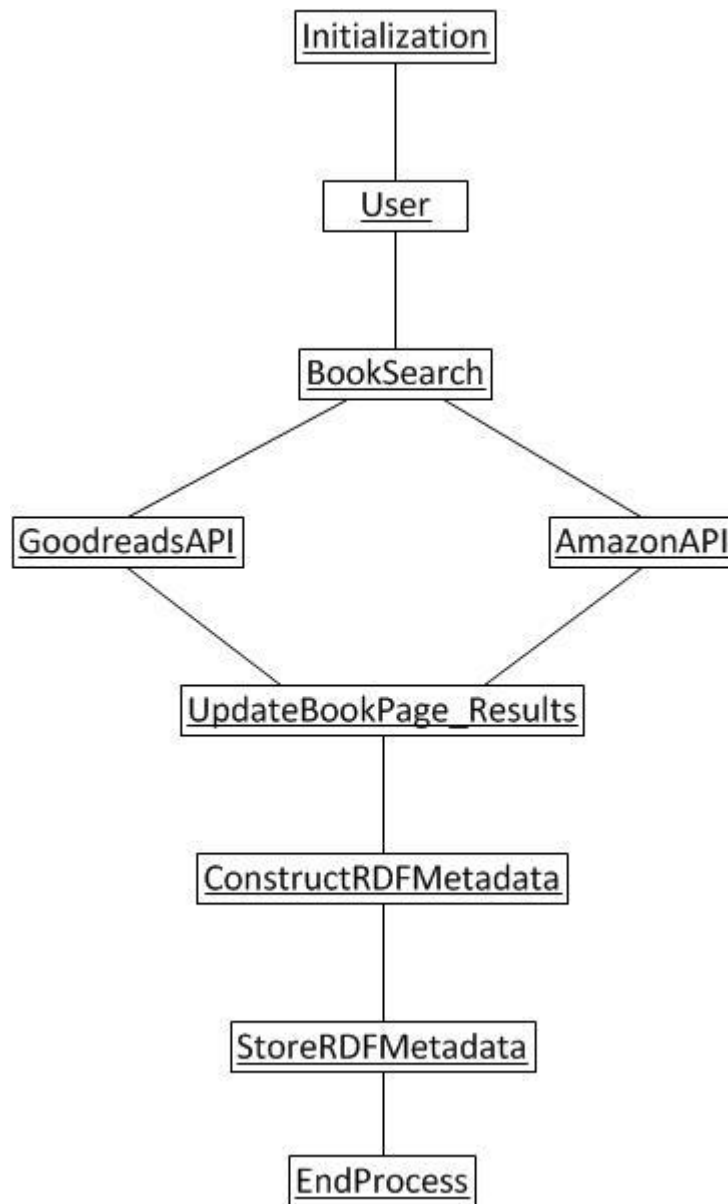 Initialization
User
BookSearch
GoodreadsAPI
AmazonAPI
UpdateBookPage_Results
ConstructRDFMetadata
StoreRDFMetadata
EndProcess